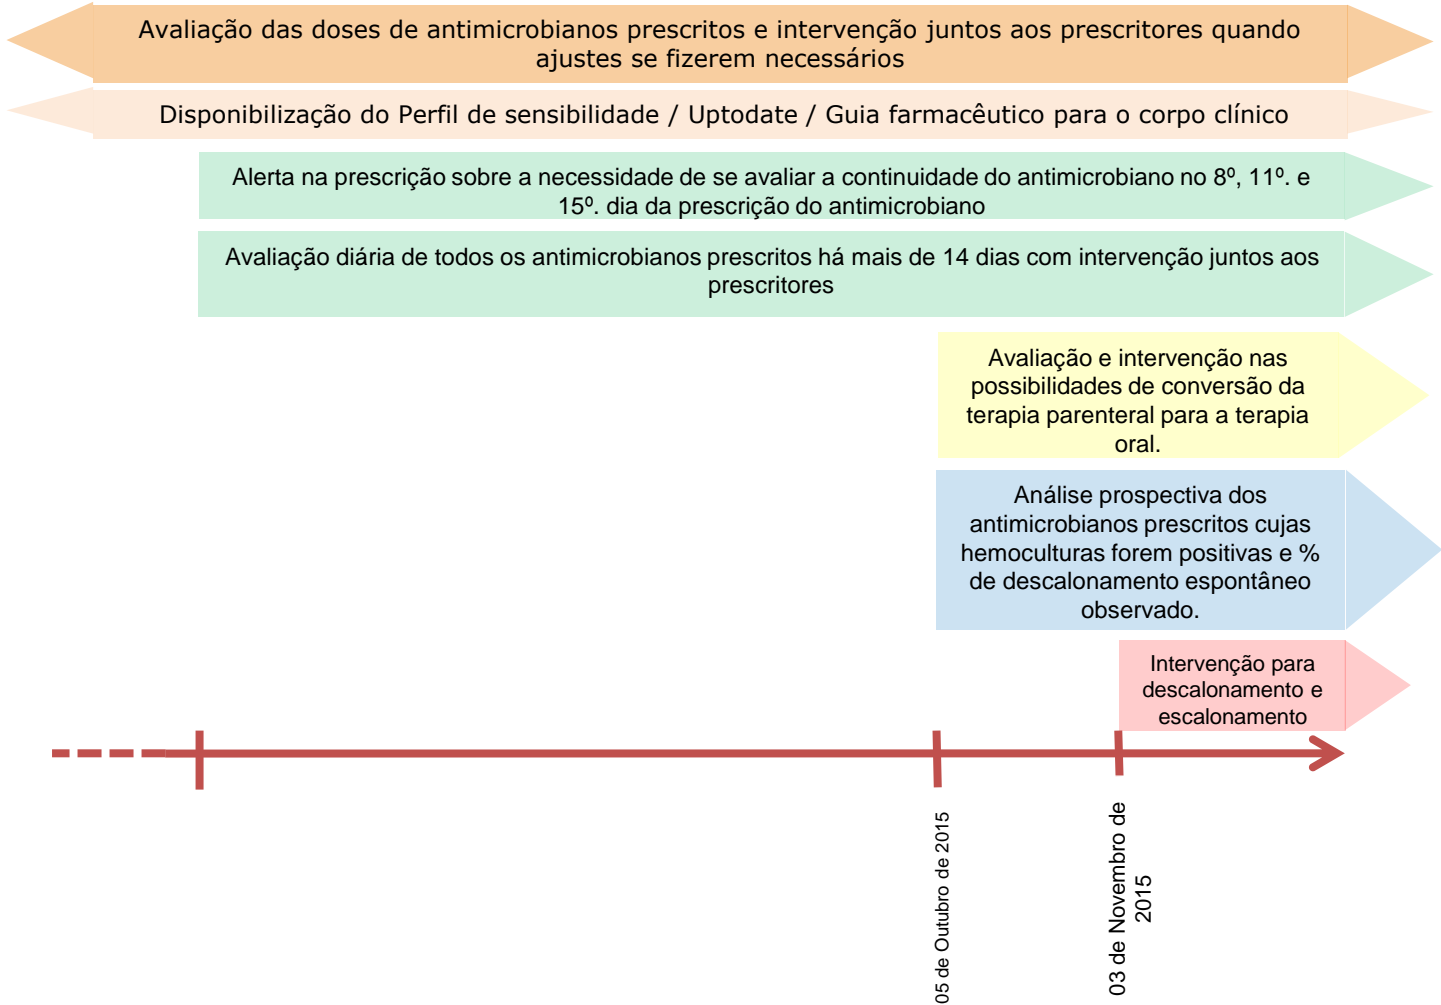 Avaliação das doses de antimicrobianos prescritos e intervenção juntos aos prescritores quando
ajustes se fizerem necessários
Disponibilização do Perfil de sensibilidade / Uptodate / Guia farmacêutico para o corpo clínico
Alerta na prescrição sobre a necessidade de se avaliar a continuidade do antimicrobiano no 8º, 11º. e
15º. dia da prescrição do antimicrobiano
Avaliação diária de todos os antimicrobianos prescritos há mais de 14 dias com intervenção juntos aos
prescritores
Avaliação e intervenção nas
possibilidades de conversão da
terapia parenteral para a terapia
oral.
Análise prospectiva dos
antimicrobianos prescritos cujas
hemoculturas forem positivas e %
de descalonamento espontâneo
observado.
Intervenção para
descalonamento e
escalonamento
05 de Outubro de 2015
03 de Novembro de
2015